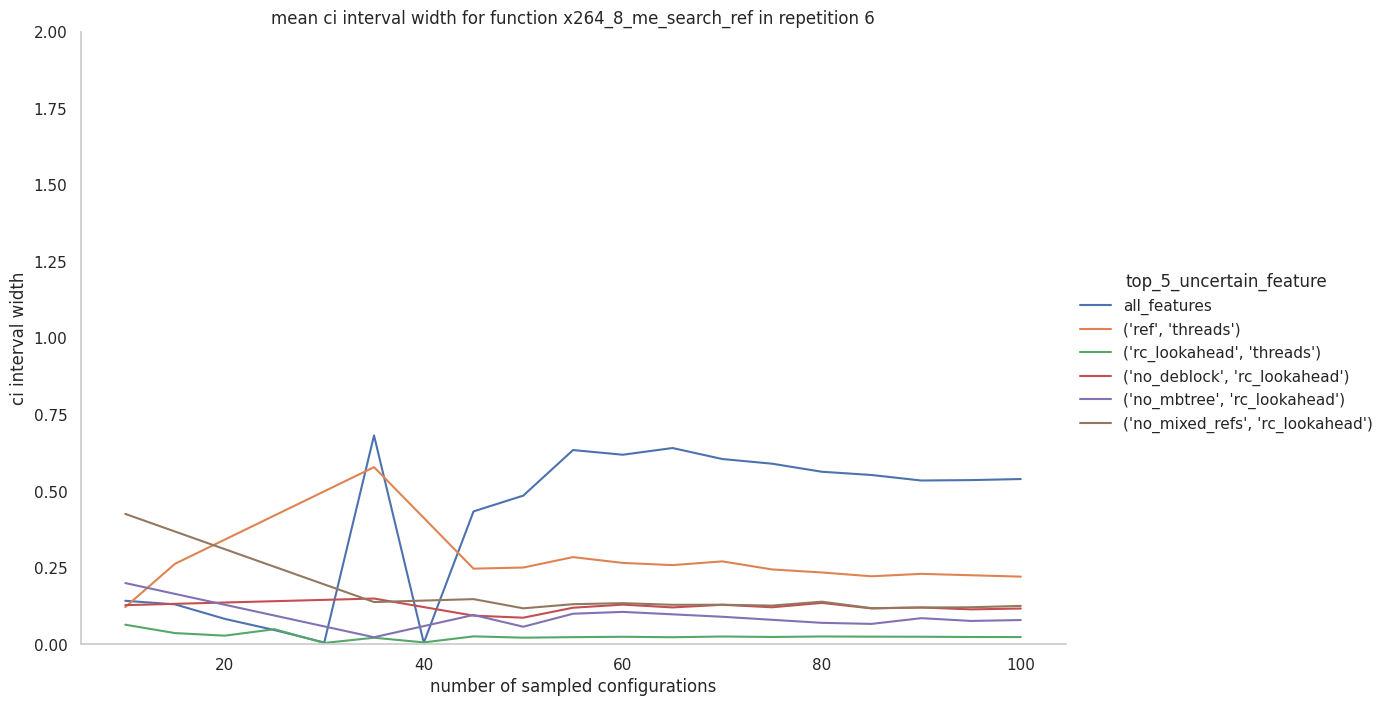 mean ci interval width for function x264_8_me_search_ref in repetition 6
2.00
1.75
1.50
1.25
1.00
0.75
0.50
0.25
0.00
ci interval width
20
40
60
80
100
number of sampled configurations
top_5_uncertain_feature
all_features
('ref', 'threads')
('rc_lookahead', 'threads')
('no_deblock', 'rc_lookahead')
('no_mbtree', 'rc_lookahead')
('no_mixed_refs', 'rc_lookahead')